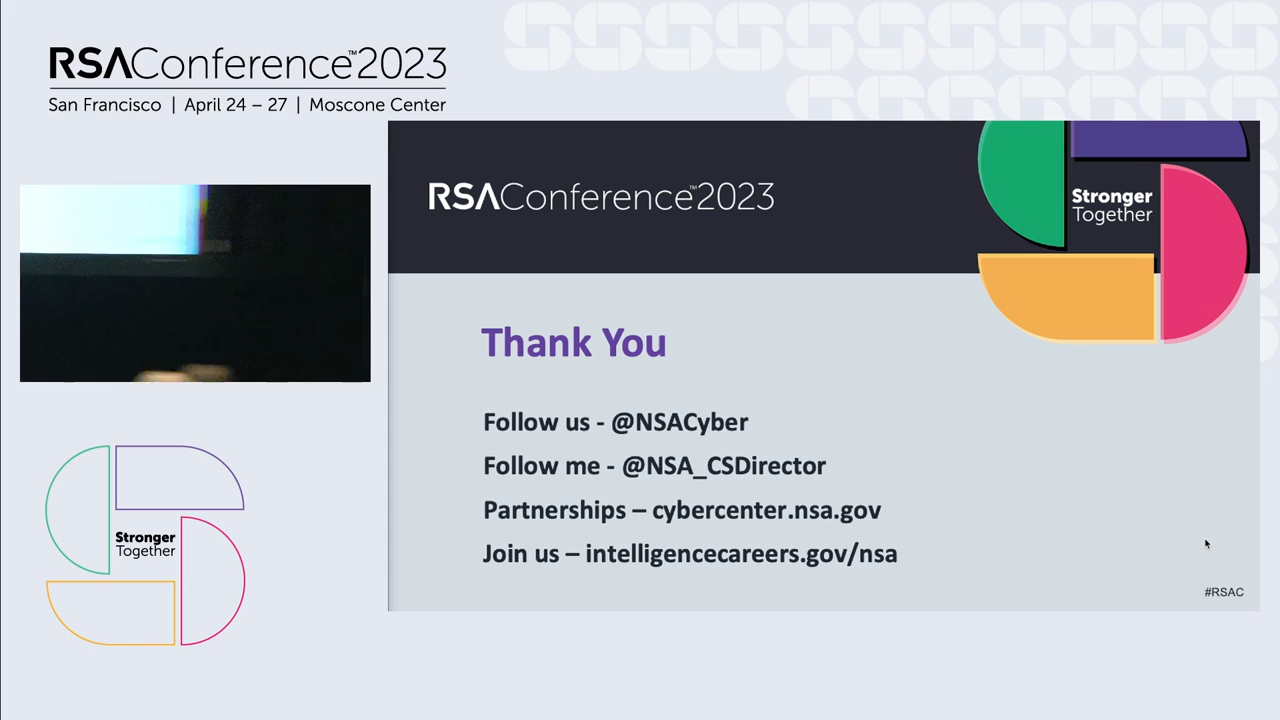 RSAConference™2023
San Francisco | April 24 – 27 | Moscone Center
RSAConference™2023
Stronger
Together
Thank You
Follow us - @NSACyber
Follow me - @NSA_CSDirector
Partnerships – cybercenter.nsa.gov
Join us – intelligencecareers.gov/nsa
#RSAC
Stronger
Together